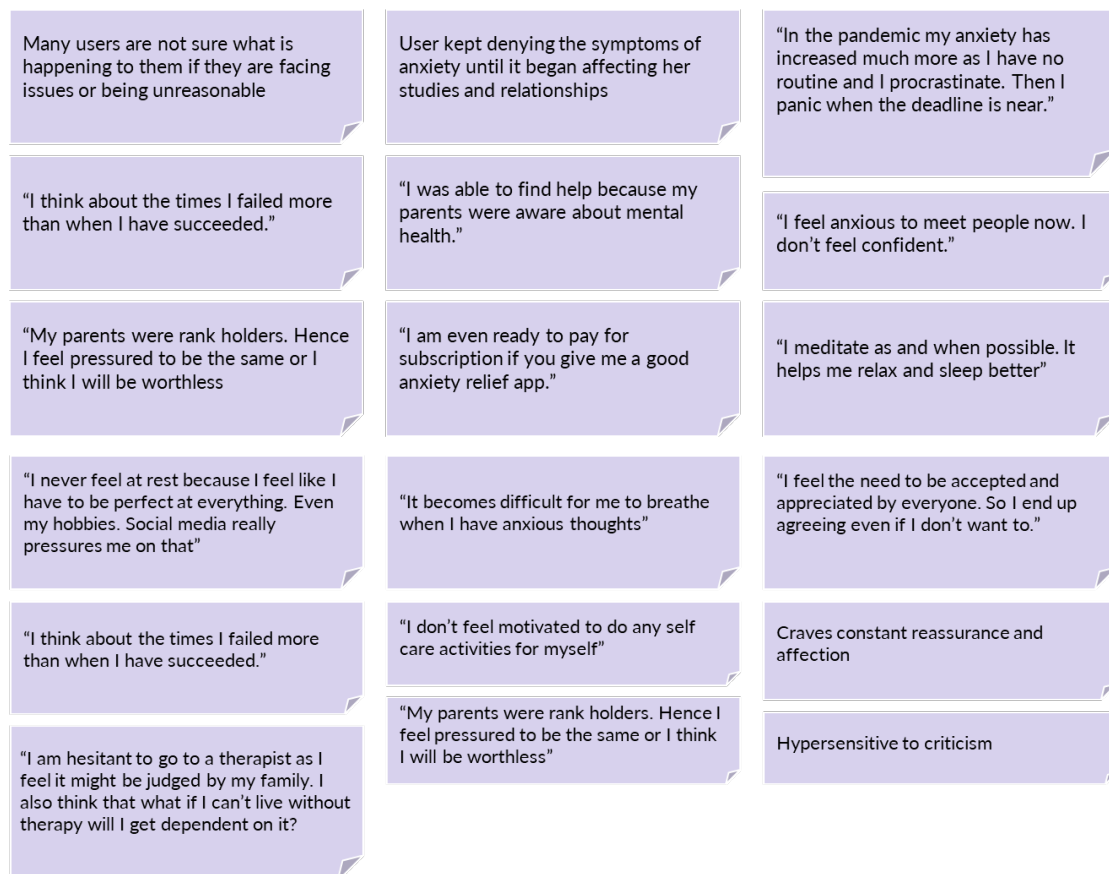 Many users are not sure what is
happening to them if they are facing
issues or being unreasonable
User kept denying the symptoms of
anxiety until it began affecting her
studies and relationships
“In the pandemic my anxiety has
increased much more as I have no
routine and I procrastinate. Then I
panic when the deadline is near.”
“I think about the times I failed more
than when I have succeeded.”
“I was able to find help because my
parents were aware about mental
health.”
“I feel anxious to meet people now. I
don’t feel confident.”
“My parents were rank holders. Hence
I feel pressured to be the same or I
think I will be worthless
“I am even ready to pay for
subscription if you give me a good
anxiety relief app.”
“I meditate as and when possible. It
helps me relax and sleep better”
“I never feel at rest because I feel like I
have to be perfect at everything. Even
my hobbies. Social media really
pressures me on that”
“It becomes difficult for me to breathe
when I have anxious thoughts”
“I feel the need to be accepted and
appreciated by everyone. So I end up
agreeing even if I don’t want to.”
“I think about the times I failed more
than when I have succeeded.”
“I don’t feel motivated to do any self
care activities for myself”
Craves constant reassurance and
affection
“I am hesitant to go to a therapist as I
feel it might be judged by my family. I
also think that what if I can’t live without
therapy will I get dependent on it?
“My parents were rank holders. Hence I
feel pressured to be the same or I think
I will be worthless”
Hypersensitive to criticism